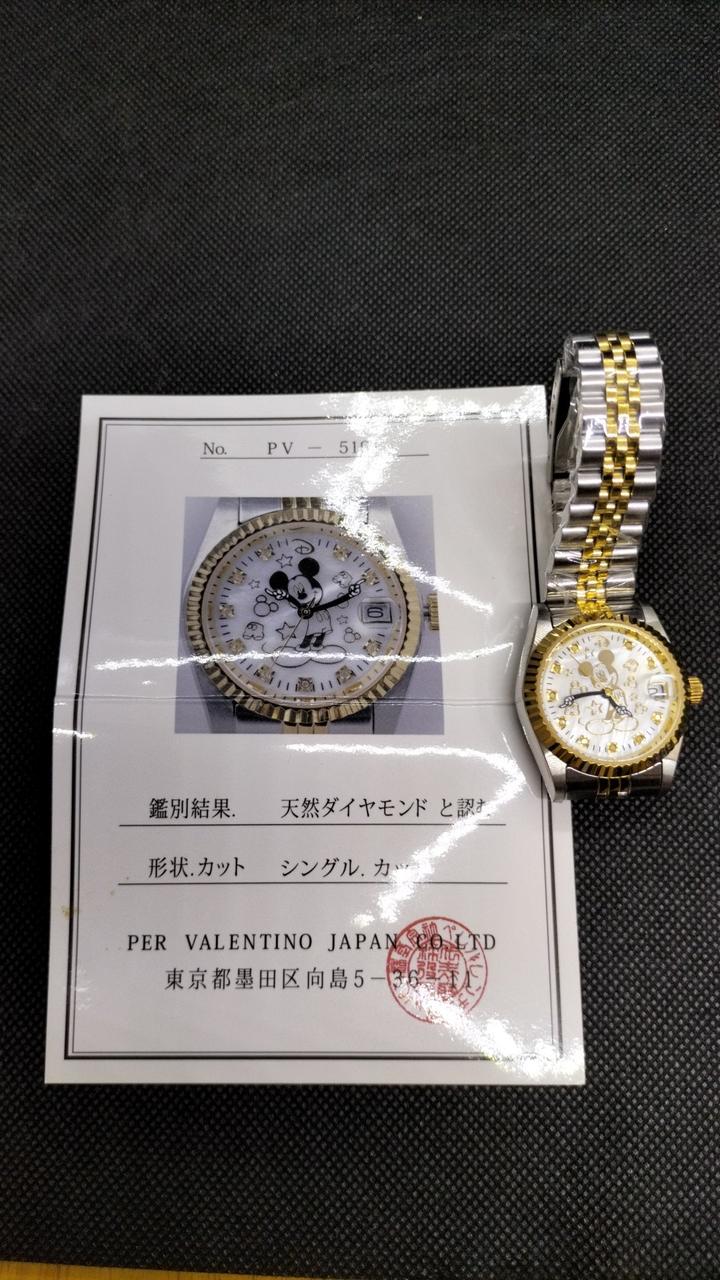 No. PV － 51
6
鑑別結果. 天然ダイヤモンド と認
形状.カット シングル. カッ
PER VALENTINO JAPAN CO.LTD
東京都墨田区向島5－36 11